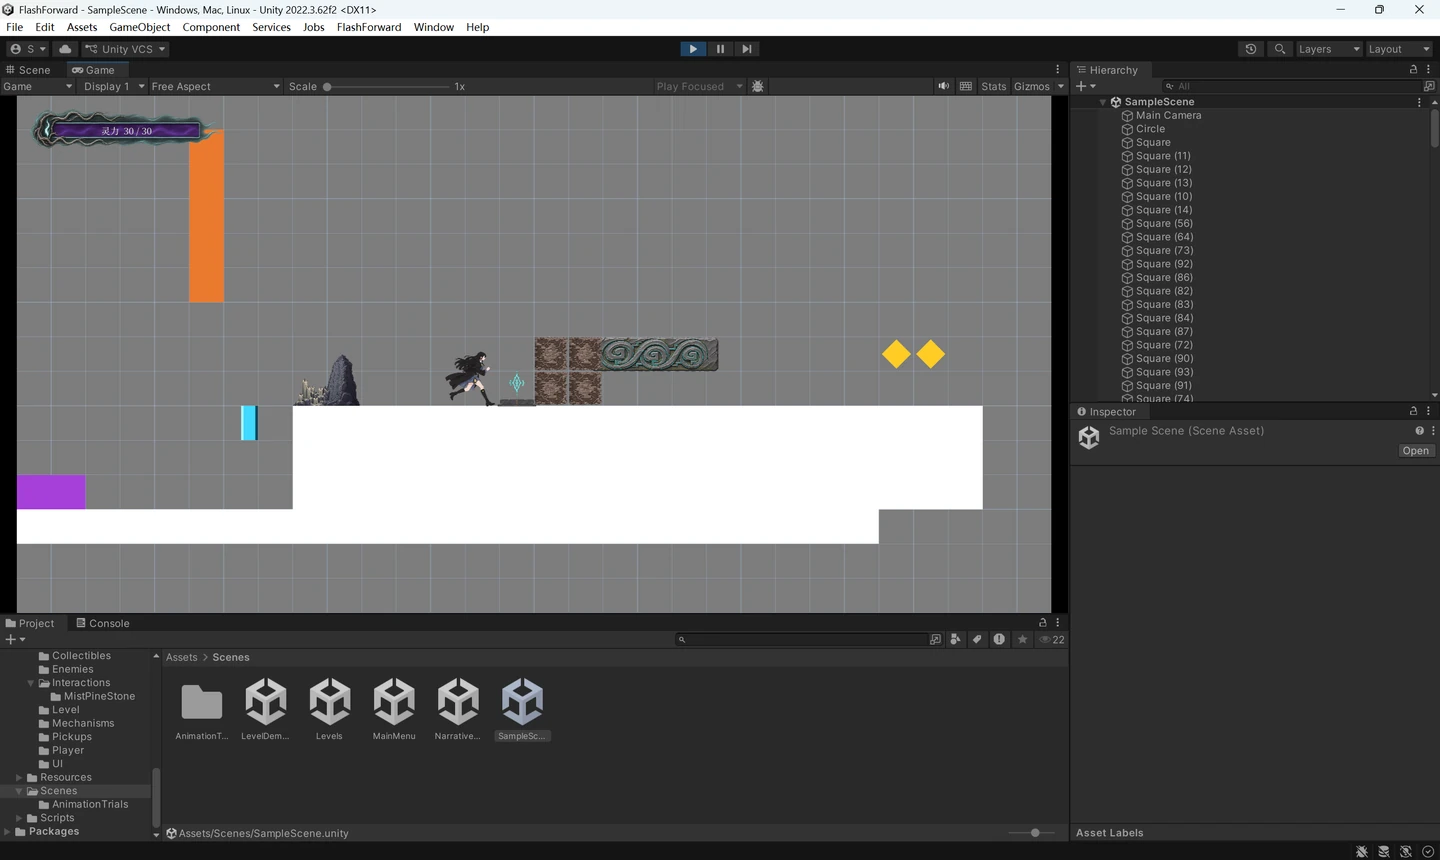 FlashForward - SampleScene - Windows, Mac, Linux - Unity 2022.3.62f2 <DX11>
File Edit Assets GameObject Component Services Jobs FlashForward Window Help
S Unity VCS Layers Layout
Scene Game
Game Display 1 Free Aspect Scale 1x Play Focused Stats Gizmos
灵力 30/30
Hierarchy
All
SampleScene
Main Camera
Circle
Square
Square (11)
Square (12)
Square (13)
Square (10)
Square (14)
Square (56)
Square (64)
Square (73)
Square (92)
Square (86)
Square (82)
Square (83)
Square (84)
Square (87)
Square (72)
Square (90)
Square (93)
Square (91)
Square (74)
Inspector
Sample Scene (Scene Asset)
Open
Asset Labels
Project Console
22
Collectibles
Enemies
Interactions
MistPineStone
Level
Mechanisms
Pickups
Player
UI
Resources
Scenes
AnimationTrials
Scripts
Packages
Assets > Scenes
AnimationT... LevelDem... Levels MainMenu Narrative... SampleSc...
Assets/Scenes/SampleScene.unity